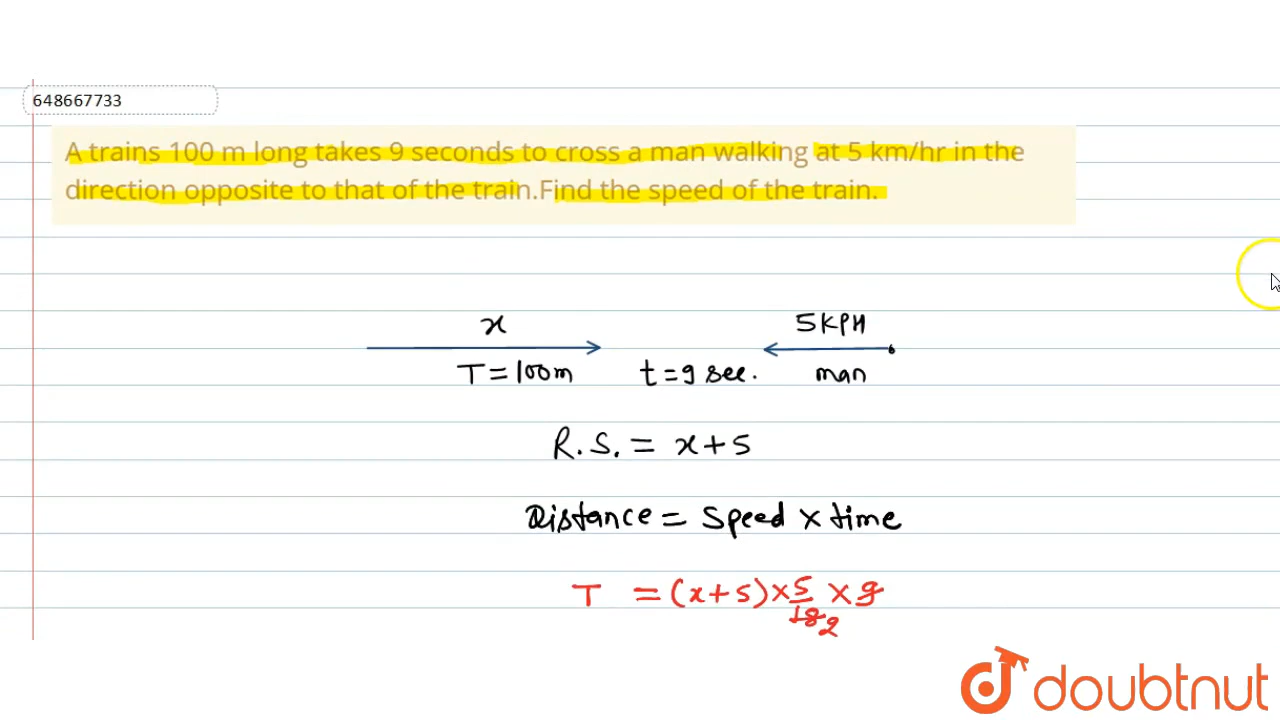 648667733
A trains 100 m long takes 9 seconds to cross a man walking at 5 km/hr in the
direction opposite to that of the train.Find the speed of the train.
x 5KPH
T = 100m t = 9 sec. man
R.S. = x + 5
Distance = Speed × time
T = (x + 5) × 5/18 × 9
2
doubtnut